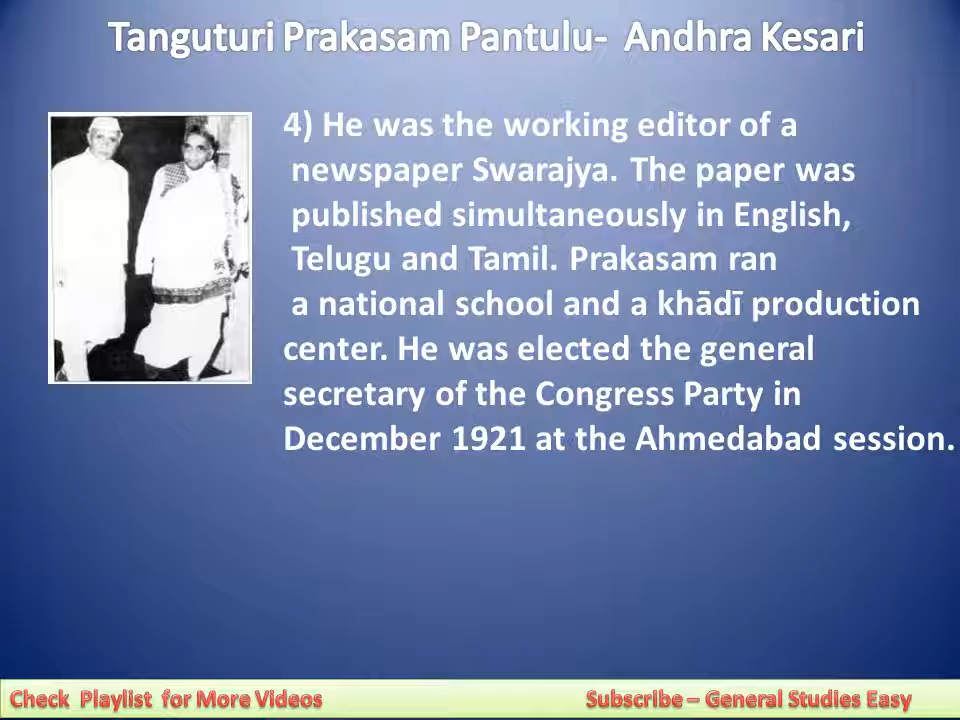 Tanguturi Prakasam Pantulu- Andhra Kesari
4) He was the working editor of a
newspaper Swarajya. The paper was
published simultaneously in English,
Telugu and Tamil. Prakasam ran
a national school and a khādī production
center. He was elected the general
secretary of the Congress Party in
December 1921 at the Ahmedabad session.
Check Playlist for More Videos
Subscribe – General Studies Easy